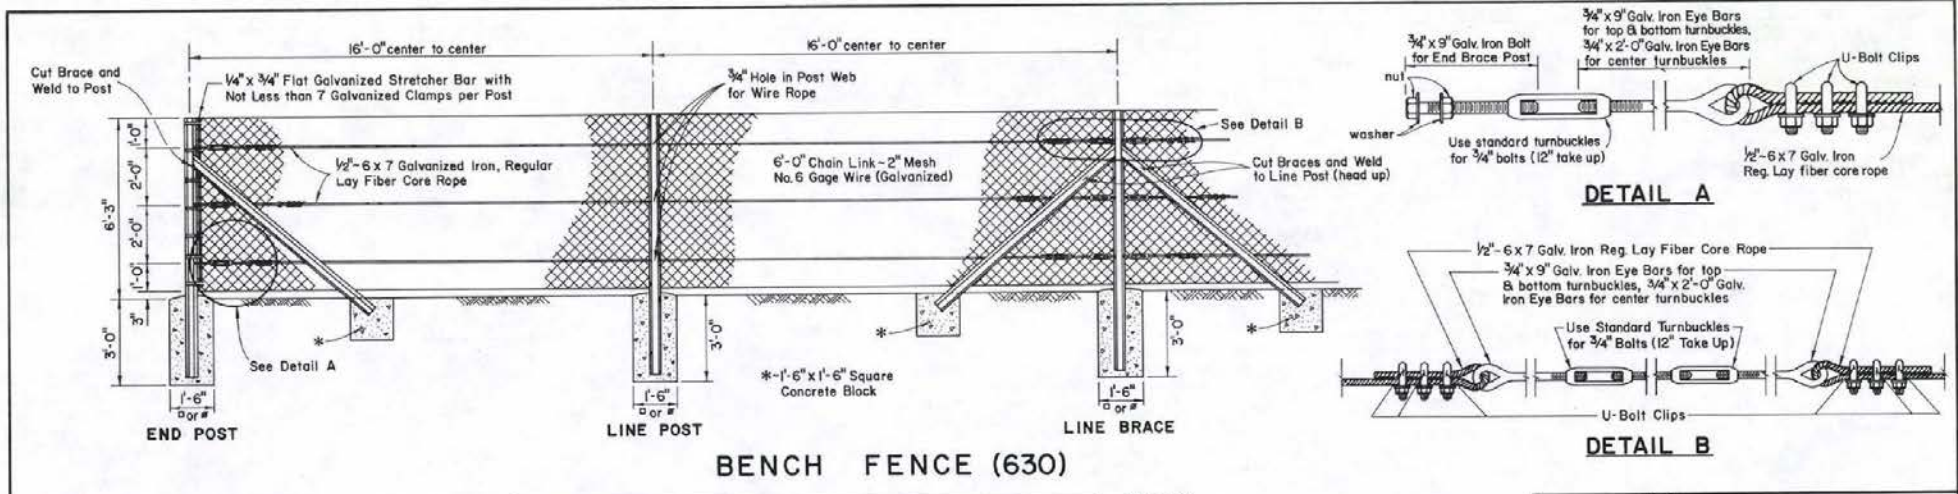 16'-0" center to center
16'-0" center to center
Cut Brace and
Weld to Post
1/4" x 3/4" Flat Galvanized Stretcher Bar with
Not Less than 7 Galvanized Clamps per Post
3/4" Hole in Post Web
for Wire Rope
See Detail B
1/2"-6 x 7 Galvanized Iron, Regular
Lay Fiber Core Rope
6'-0" Chain Link ~ 2" Mesh
No. 6 Gage Wire (Galvanized)
Cut Braces and Weld
to Line Post (head up)
1'-0"
2'-0"
2'-0"
1'-0"
6'-3"
3"
3'-0"
3'-0"
3'-0"
*
*
*
See Detail A
*~1'-6" x 1'-6" Square
Concrete Block
1'-6"
□ or ⌀
1'-6"
□ or ⌀
1'-6"
□ or ⌀
END POST
LINE POST
LINE BRACE
BENCH FENCE (630)
3/4" x 9" Galv. Iron Bolt
for End Brace Post
3/4" x 9" Galv. Iron Eye Bars
for top & bottom turnbuckles,
3/4" x 2'-0" Galv. Iron Eye Bars
for center turnbuckles
U-Bolt Clips
nut
washer
Use standard turnbuckles
for 3/4" bolts (12" take up)
1/2"-6 x 7 Galv. Iron
Reg. Lay fiber core rope
DETAIL A
1/2"- 6 x 7 Galv. Iron Reg. Lay Fiber Core Rope
3/4" x 9" Galv. Iron Eye Bars for top
& bottom turnbuckles, 3/4" x 2'-0" Galv.
Iron Eye Bars for center turnbuckles
Use Standard Turnbuckles
for 3/4" Bolts (12" Take Up)
U-Bolt Clips
DETAIL B